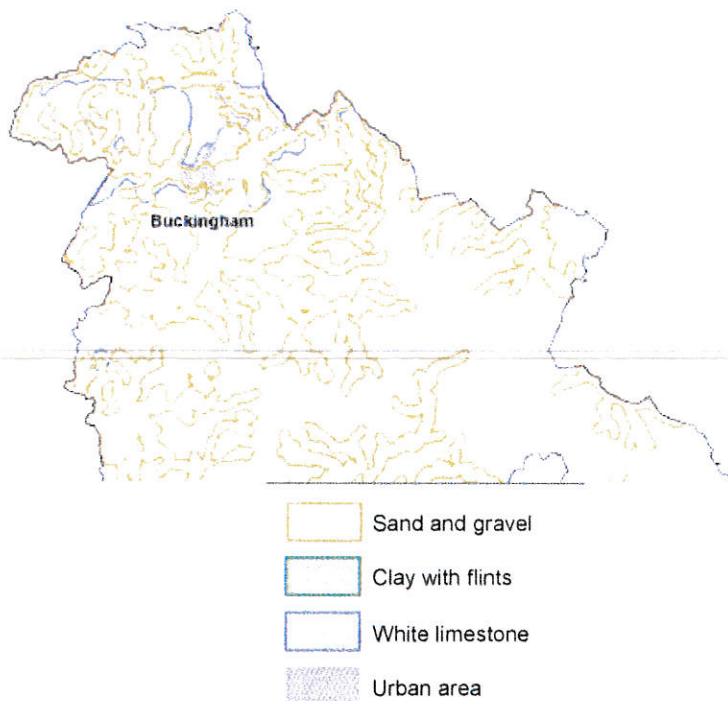 Buckingham
Sand and gravel
Clay with flints
White limestone
Urban area